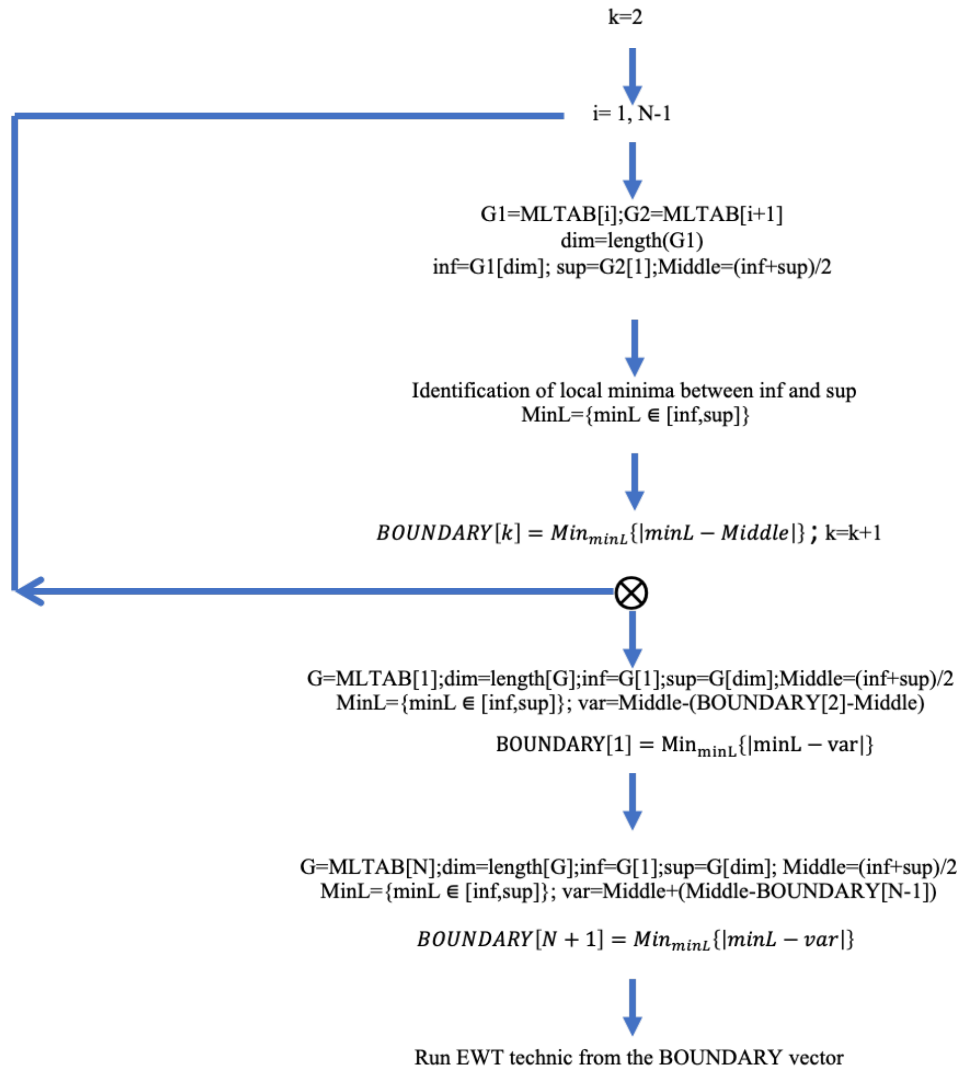 k=2
i= 1, N-1
G1=MLTAB[i];G2=MLTAB[i+1]
dim=length(G1)
inf=G1[dim]; sup=G2[1];Middle=(inf+sup)/2
Identification of local minima between inf and sup
MinL={minL ∈ [inf,sup]}
BOUNDARY[k] = Min_minL{|minL − Middle|} ; k=k+1
G=MLTAB[1];dim=length[G];inf=G[1];sup=G[dim];Middle=(inf+sup)/2
MinL={minL ∈ [inf,sup]}; var=Middle-(BOUNDARY[2]-Middle)
BOUNDARY[1] = Min_minL{|minL − var|}
G=MLTAB[N];dim=length[G];inf=G[1];sup=G[dim]; Middle=(inf+sup)/2
MinL={minL ∈ [inf,sup]}; var=Middle+(Middle-BOUNDARY[N-1])
BOUNDARY[N + 1] = Min_minL{|minL − var|}
Run EWT technic from the BOUNDARY vector